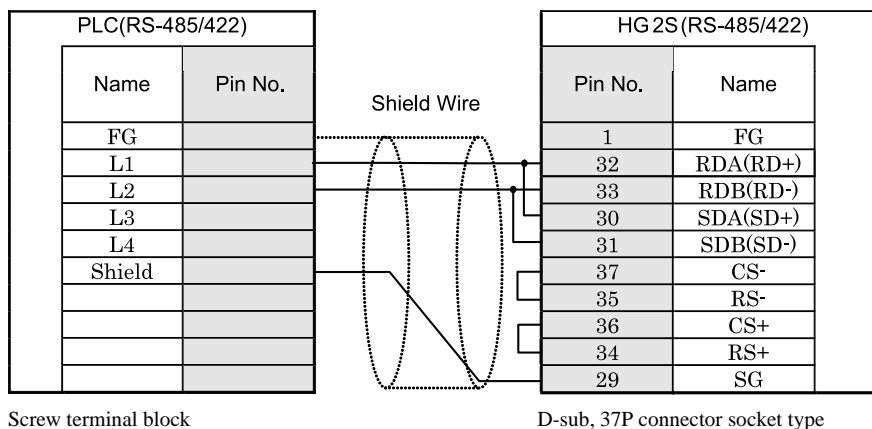 PLC(RS-485/422) HG2S(RS-485/422)
Name Pin No. Shield Wire Pin No. Name
FG 1 FG
L1 32 RDA(RD+)
L2 33 RDB(RD-)
L3 30 SDA(SD+)
L4 31 SDB(SD-)
Shield 37 CS-
35 RS-
36 CS+
34 RS+
29 SG
Screw terminal block D-sub, 37P connector socket type